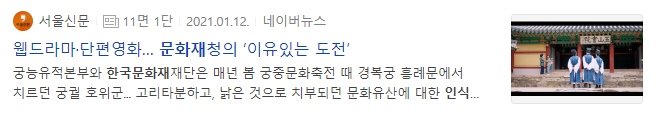 서울신문 11면 1단 2021.01.12. 네이버뉴스
웹드라마·단편영화... 문화재청의 '이유있는 도전'
궁능유적본부와 한국문화재재단은 매년 봄 궁중문화축전 때 경복궁 흥례문에서
치르던 궁궐 호위군... 고리타분하고, 낡은 것으로 치부되던 문화유산에 대한 인식...